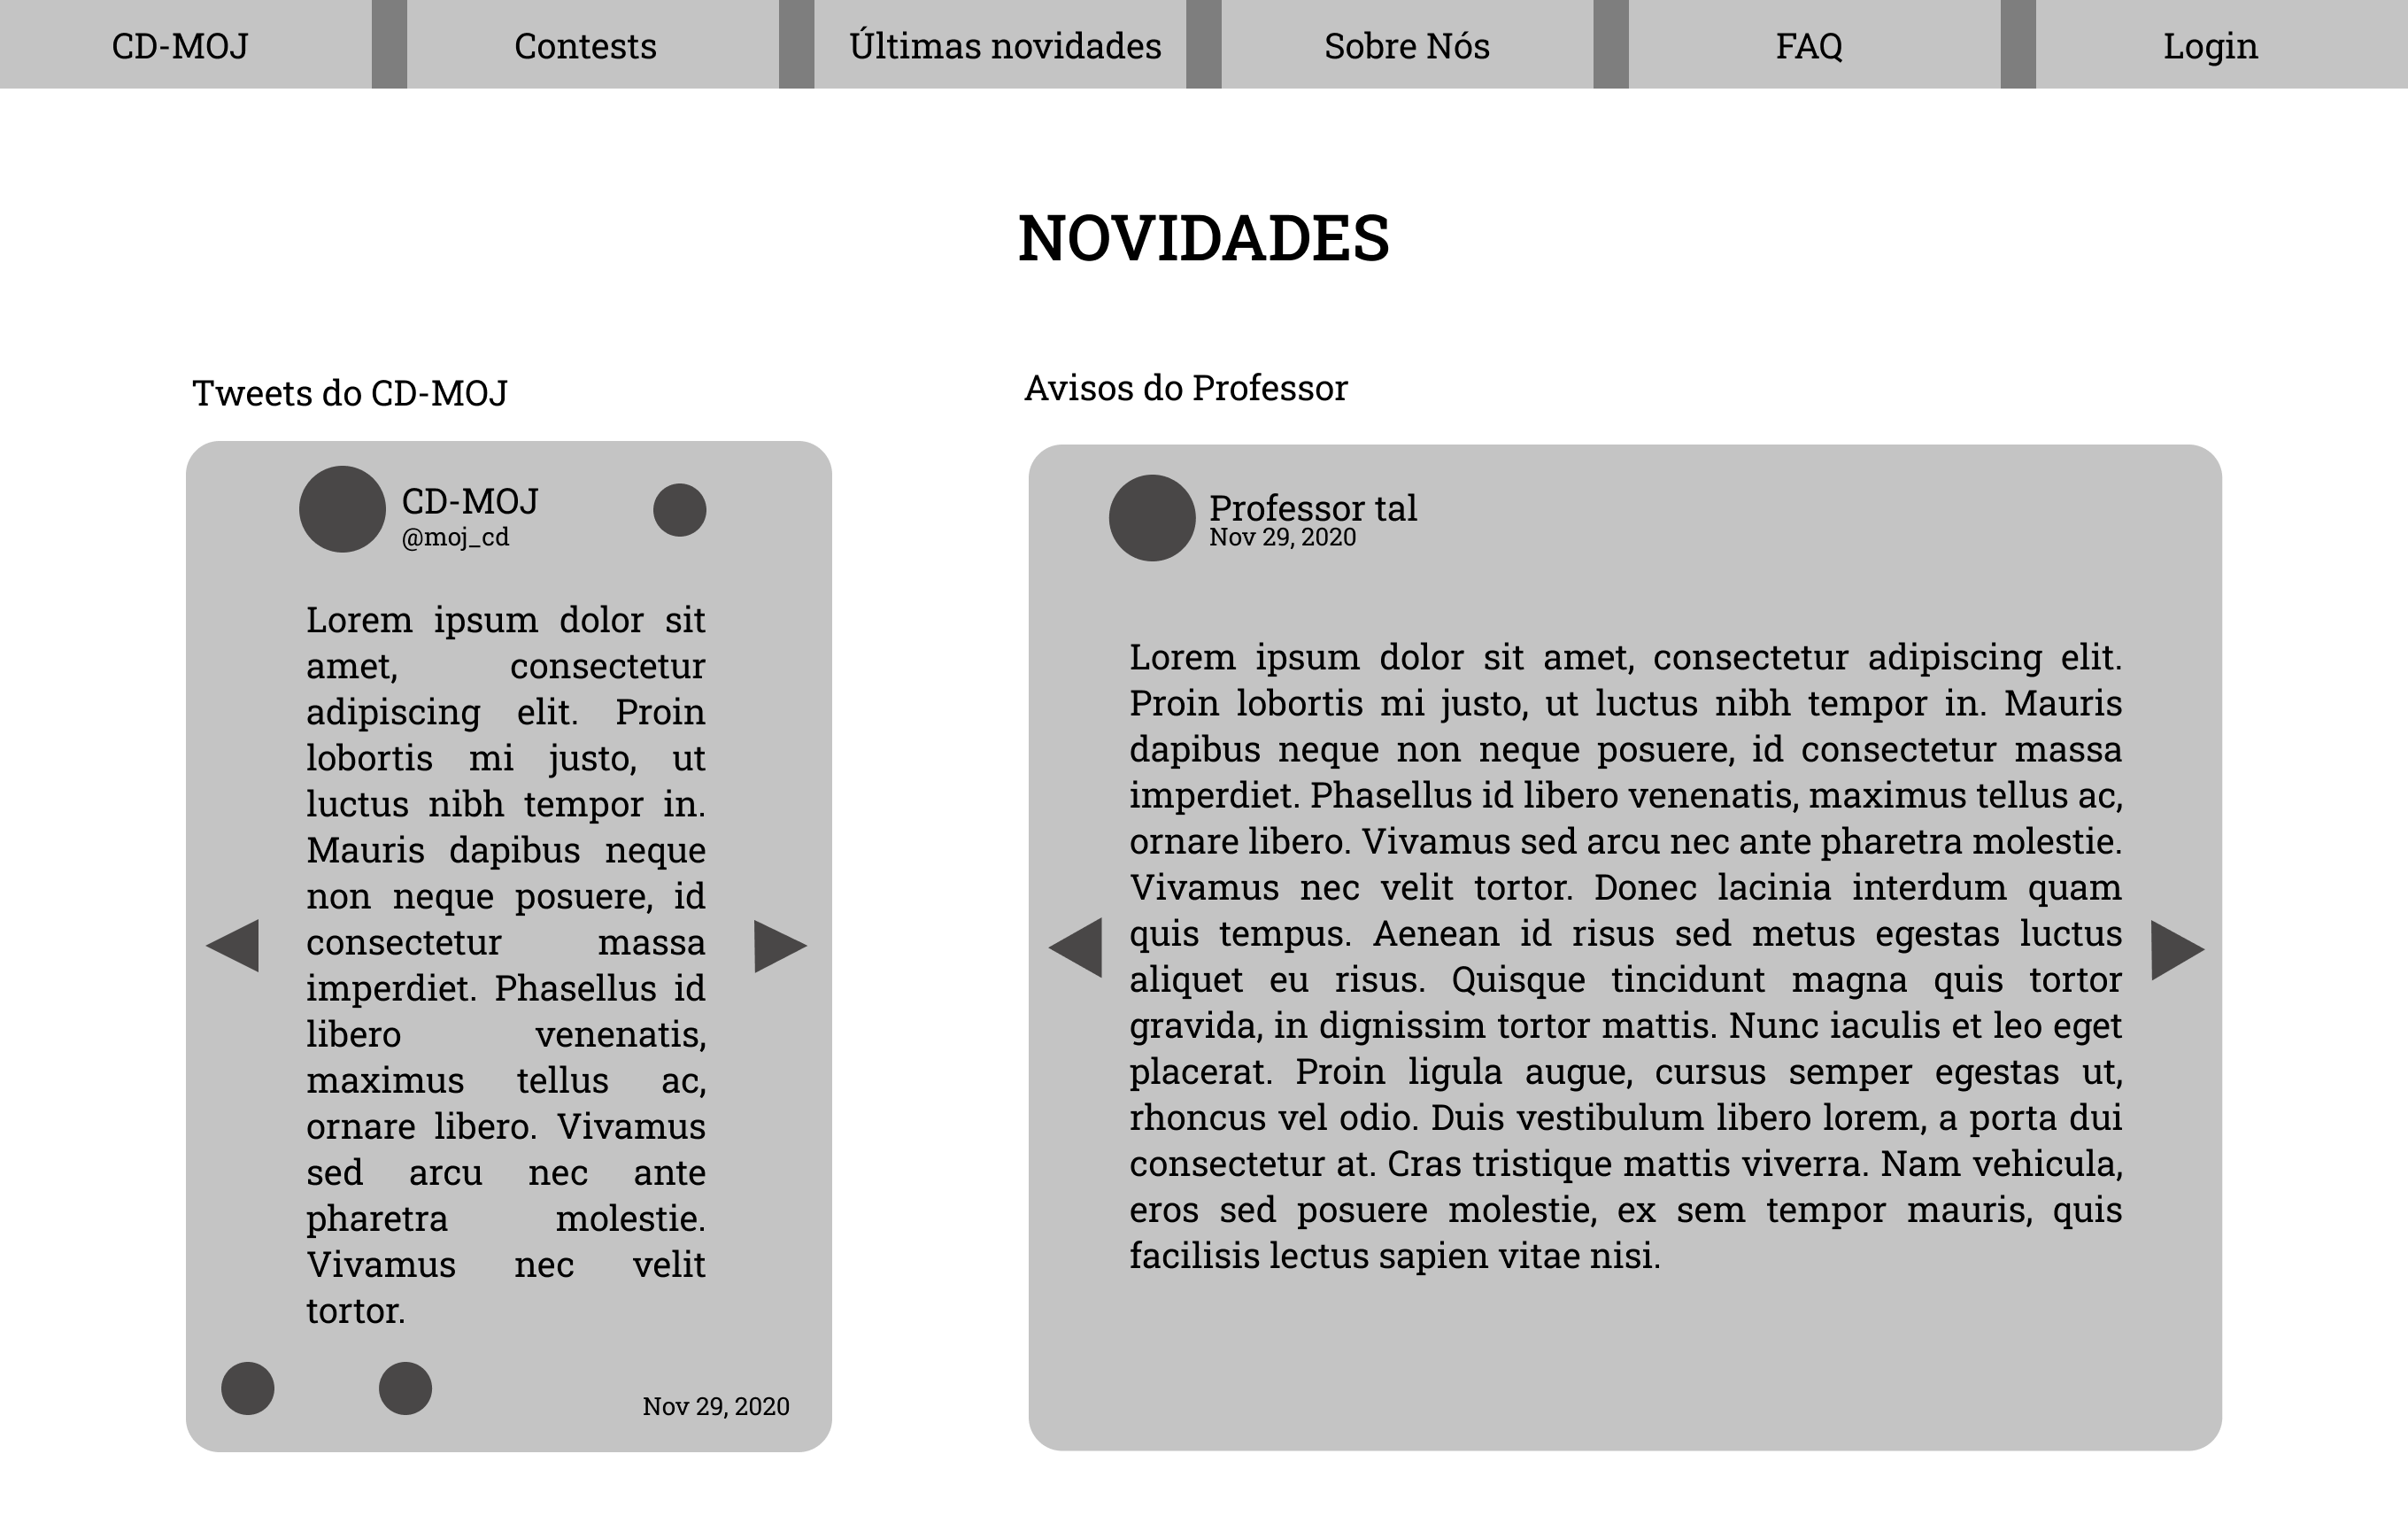 CD-MOJ
Contests
Últimas novidades
Sobre Nós
FAQ
Login
NOVIDADES
Tweets do CD-MOJ
CD-MOJ
@moj_cd
Lorem ipsum dolor sit
amet, consectetur
adipiscing elit. Proin
lobortis mi justo, ut
luctus nibh tempor in.
Mauris dapibus neque
non neque posuere, id
consectetur massa
imperdiet. Phasellus id
libero venenatis,
maximus tellus ac,
ornare libero. Vivamus
sed arcu nec ante
pharetra molestie.
Vivamus nec velit
tortor.
Nov 29, 2020
Avisos do Professor
Professor tal
Nov 29, 2020
Lorem ipsum dolor sit amet, consectetur adipiscing elit.
Proin lobortis mi justo, ut luctus nibh tempor in. Mauris
dapibus neque non neque posuere, id consectetur massa
imperdiet. Phasellus id libero venenatis, maximus tellus ac,
ornare libero. Vivamus sed arcu nec ante pharetra molestie.
Vivamus nec velit tortor. Donec lacinia interdum quam
quis tempus. Aenean id risus sed metus egestas luctus
aliquet eu risus. Quisque tincidunt magna quis tortor
gravida, in dignissim tortor mattis. Nunc iaculis et leo eget
placerat. Proin ligula augue, cursus semper egestas ut,
rhoncus vel odio. Duis vestibulum libero lorem, a porta dui
consectetur at. Cras tristique mattis viverra. Nam vehicula,
eros sed posuere molestie, ex sem tempor mauris, quis
facilisis lectus sapien vitae nisi.